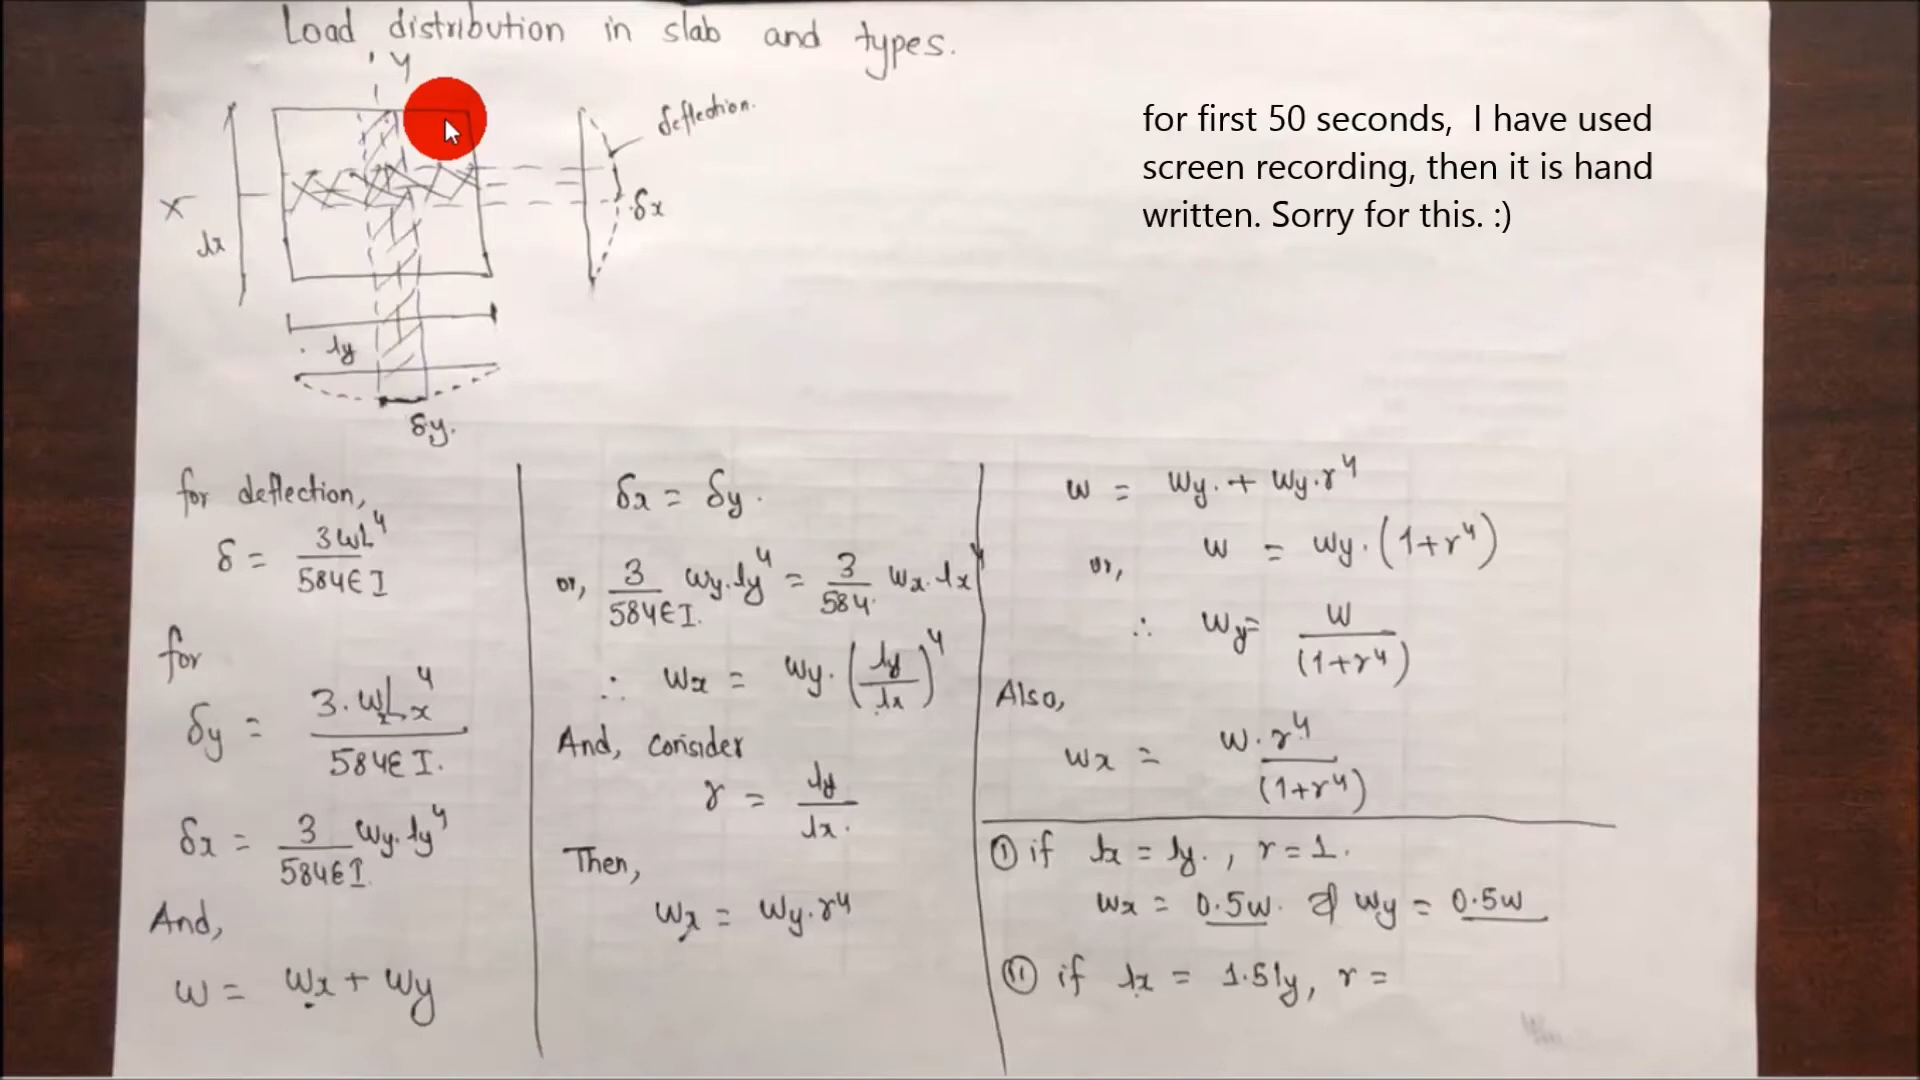 Load distribution in slab and types.
Y
deflection.
for first 50 seconds, I have used
screen recording, then it is hand
written. Sorry for this. :)
X
lx
δx
ly
δy.
for deflection,
δ = 3wL⁴ / 584EI
for
δy = 3.wxLx⁴ / 584EI.
δx = 3/584EI wy.ly⁴
And,
w = wx + wy
δx = δy.
or, 3/584EI. wy.ly⁴ = 3/584. wx.lx⁴
∴ wx = wy.(ly/lx)⁴
And, consider
r = ly/lx.
Then,
wx = wy.r⁴
w = wy.+ wy.r⁴
or, w = wy.(1+r⁴)
∴ wy= w/(1+r⁴)
Also,
wx = w.r⁴/(1+r⁴)
① if lx = ly., r=1.
wx = 0.5w. & wy = 0.5w
⑪ if lx = 1.5ly, r =